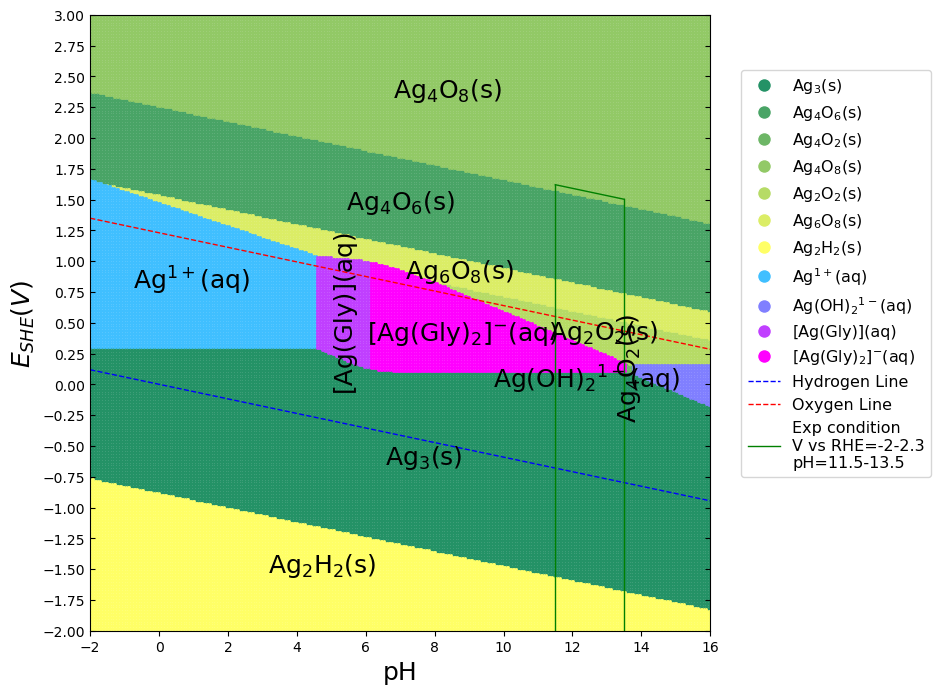 3.00
2.75
2.50
2.25
2.00
1.75
1.50
1.25
1.00
0.75
0.50
0.25
0.00
−0.25
−0.50
−0.75
−1.00
−1.25
−1.50
−1.75
−2.00
E_SHE(V)
Ag₄O₈(s)
Ag₄O₆(s)
Ag₆O₈(s)
Ag¹⁺(aq)
[Ag(Gly)](aq)
[Ag(Gly)₂]⁻(aq)
Ag₂O₂(s)
Ag(OH)₂¹⁻(aq)
Ag₄O₂(s)
Ag₃(s)
Ag₂H₂(s)
−2 0 2 4 6 8 10 12 14 16
pH
Ag₃(s)
Ag₄O₆(s)
Ag₄O₂(s)
Ag₄O₈(s)
Ag₂O₂(s)
Ag₆O₈(s)
Ag₂H₂(s)
Ag¹⁺(aq)
Ag(OH)₂¹⁻(aq)
[Ag(Gly)](aq)
[Ag(Gly)₂]⁻(aq)
Hydrogen Line
Oxygen Line
Exp condition
V vs RHE=-2-2.3
pH=11.5-13.5